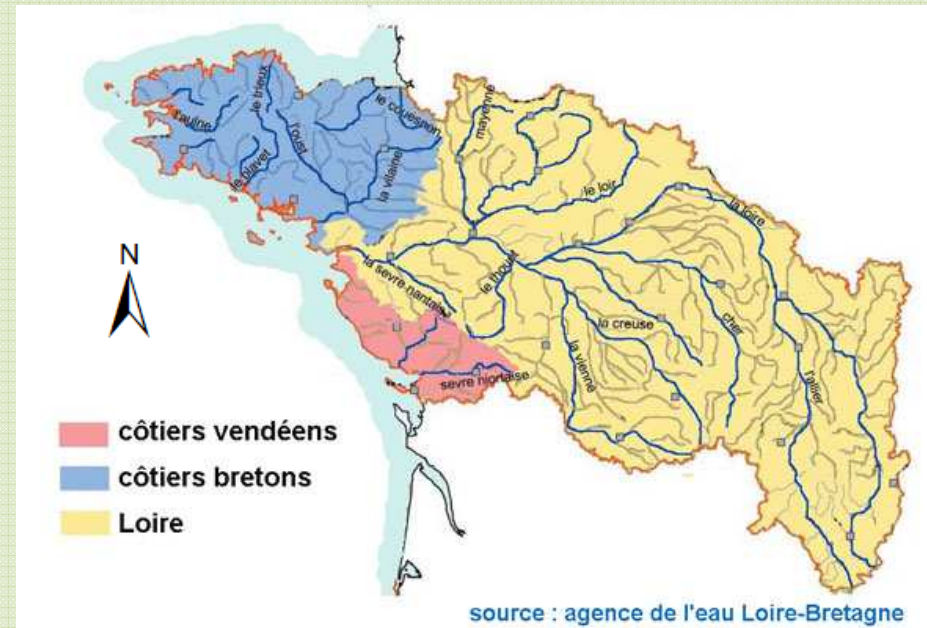 le trieux
l'aulne
l'oust
le blavet
le couesnon
la vilaine
mayenne
le loir
la loire
N
la sevre nantaise
le thouet
cher
la creuse
la vienne
l'allier
sevre niortaise
côtiers vendéens
côtiers bretons
Loire
source : agence de l'eau Loire-Bretagne